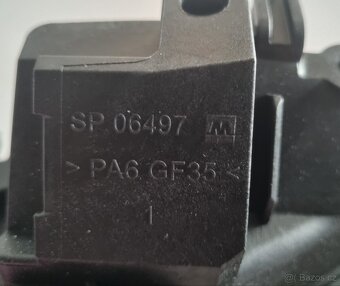 SP 06497
> PA6 GF35 <
1
Bazos.cz